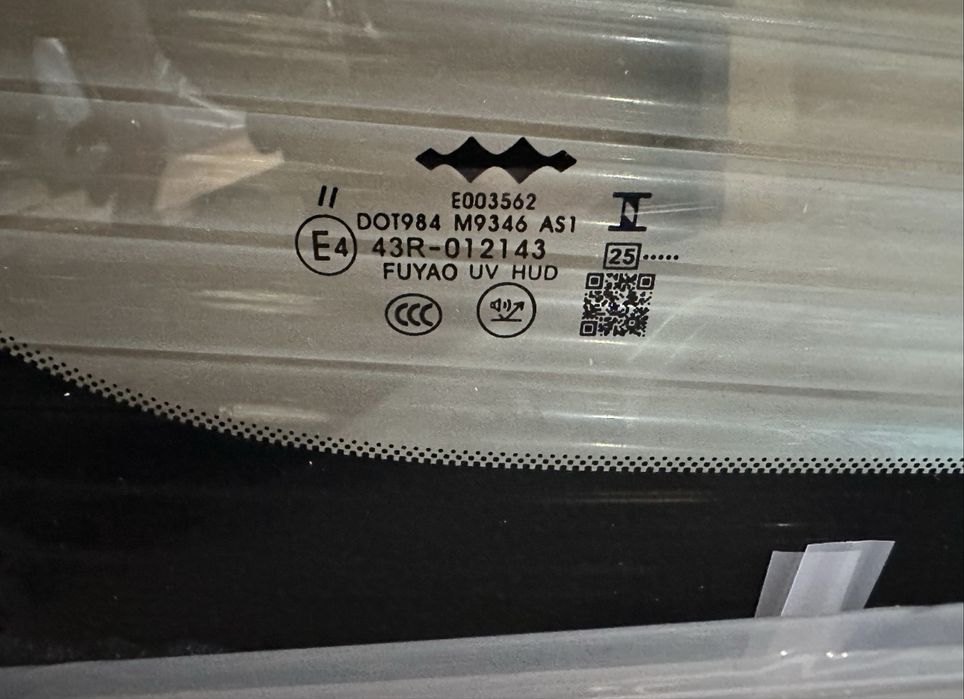 II
E003562
DOT984 M9346 AS1
E4 43R-012143
FUYAO UV HUD
CCC
25.....